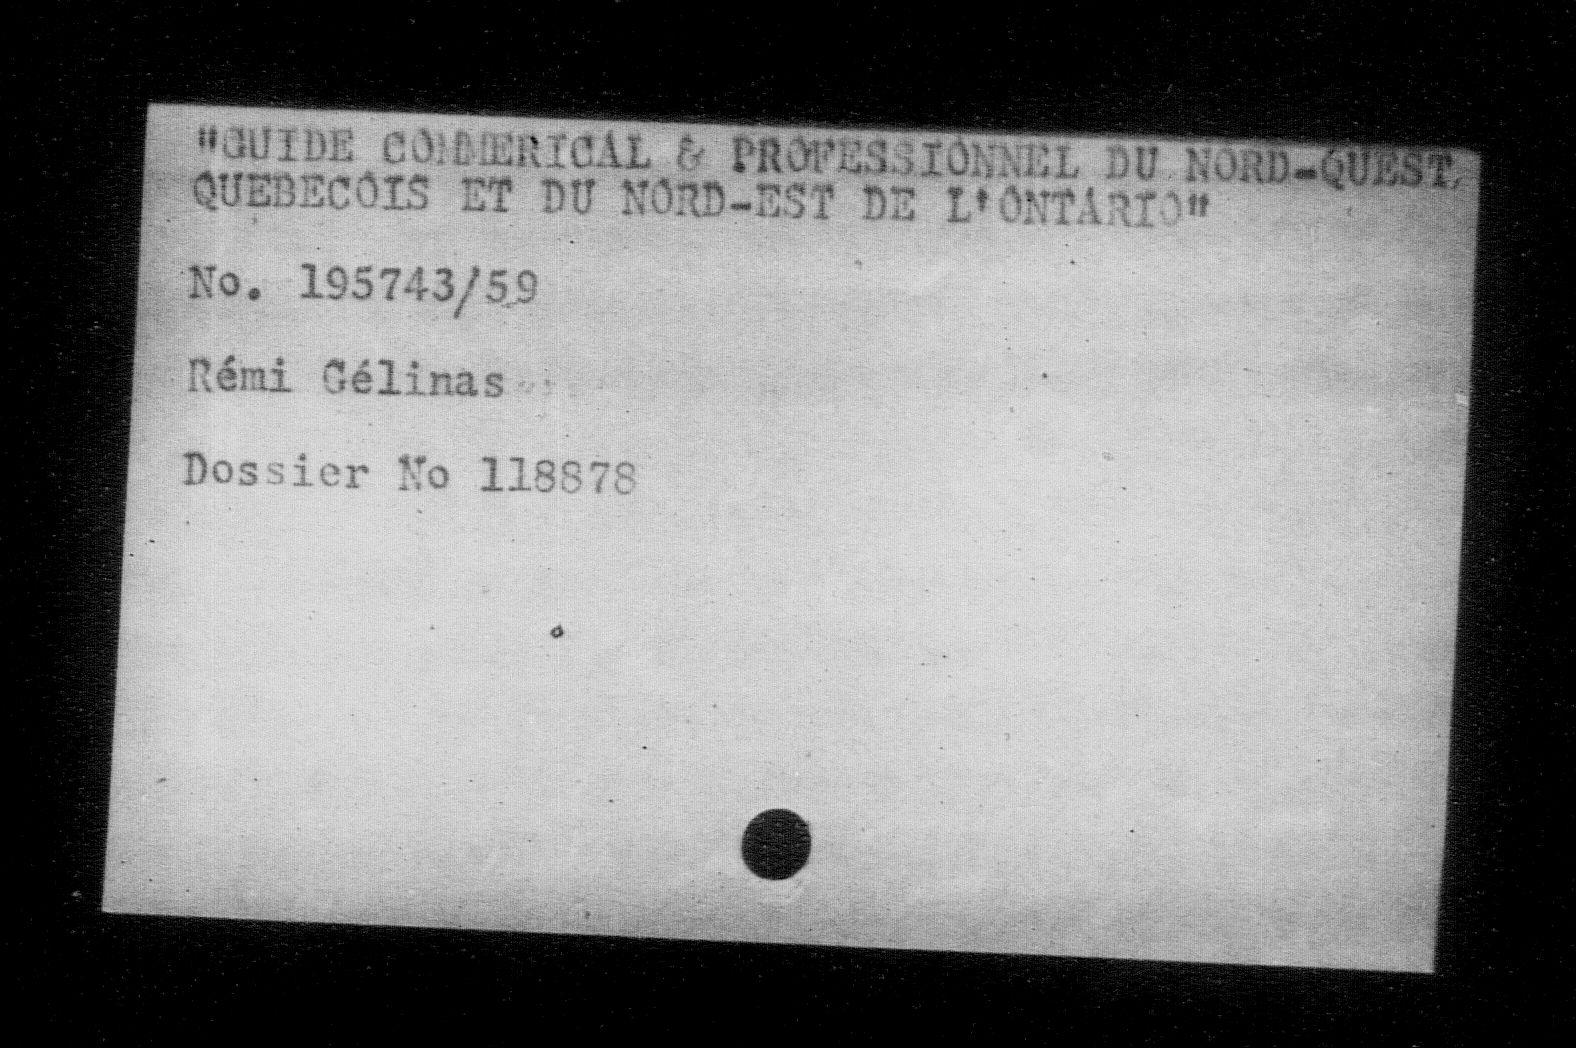 "GUIDE COMMERICAL & PROFESSIONNEL DU NORD-QUEST,
QUEBECOIS ET DU NORD-EST DE L'ONTARIO"
No. 195743/59
Rémi Gélinas
Dossier No 118878